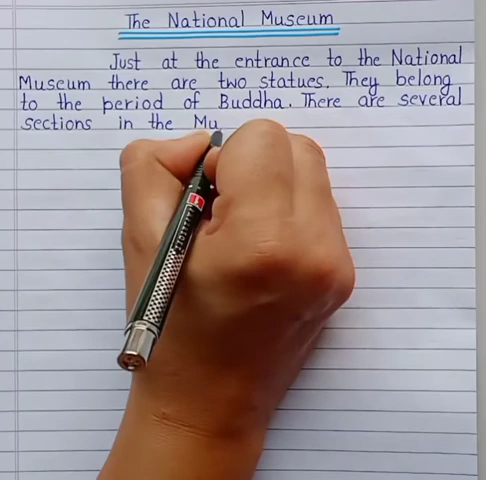 The National Museum
Just at the entrance to the National
Museum there are two statues. They belong
to the period of Buddha. There are several
sections in the Mu